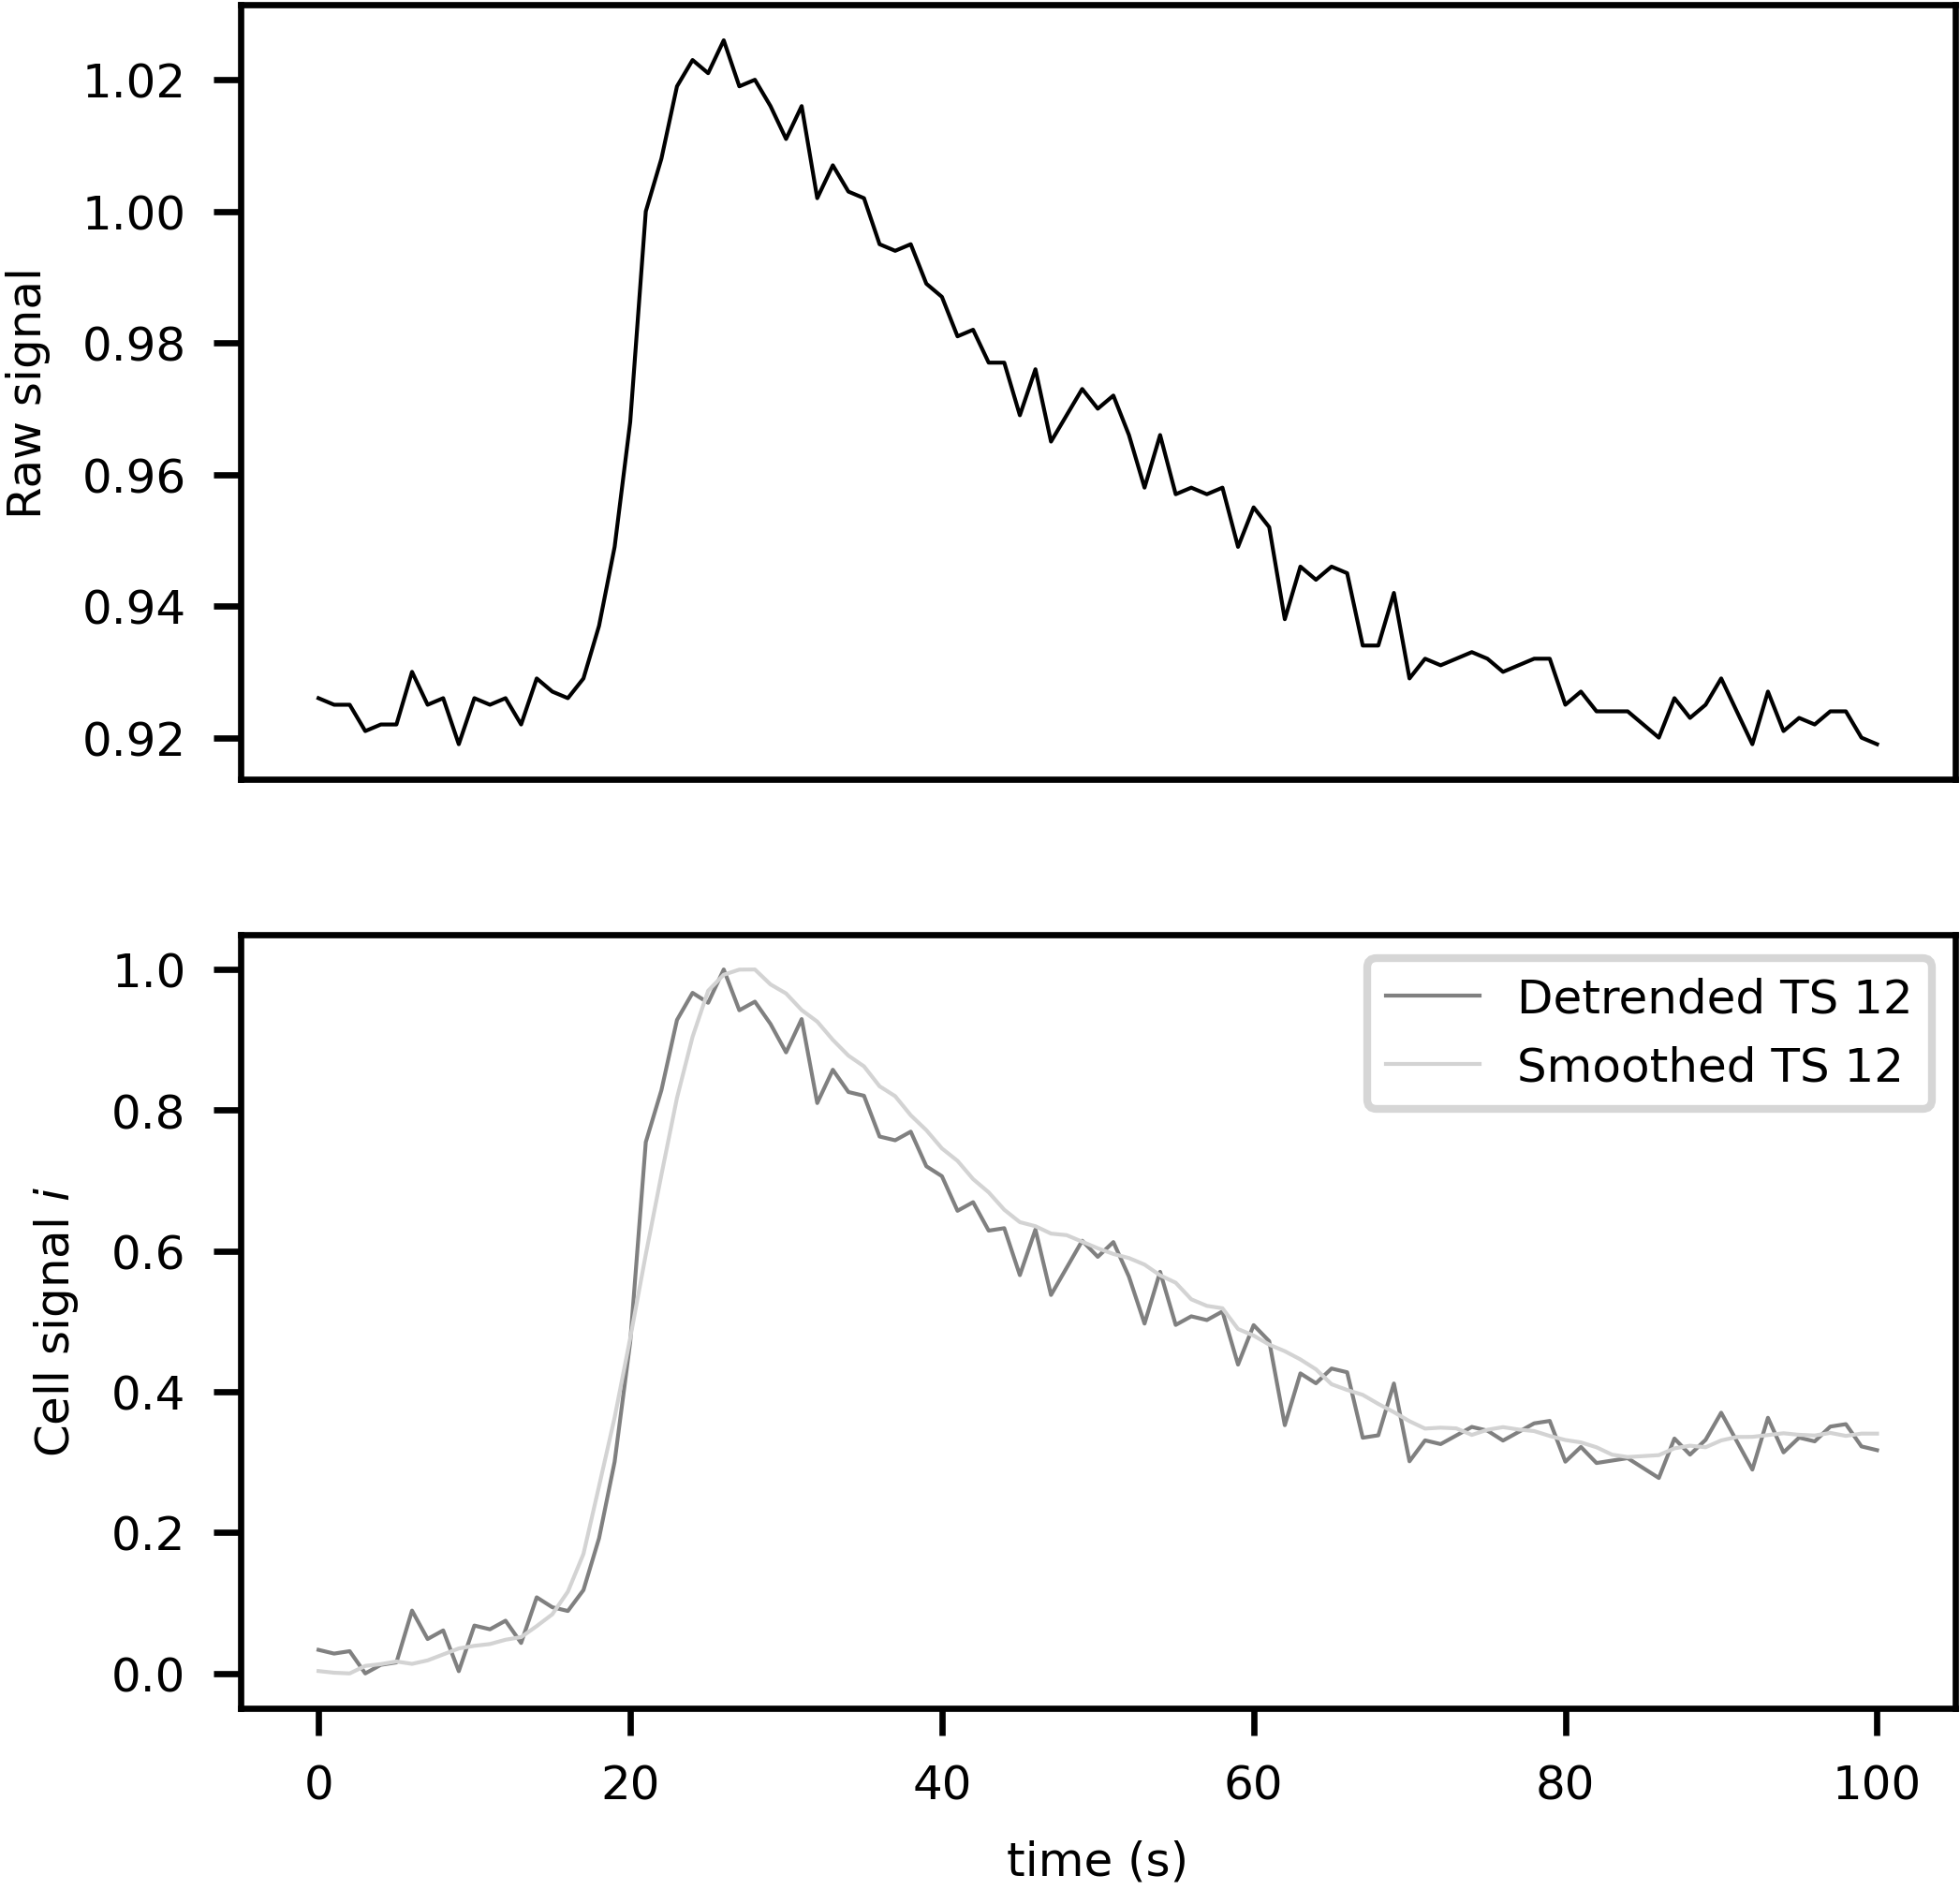 Raw signal
1.02
1.00
0.98
0.96
0.94
0.92
Cell signal i
1.0
0.8
0.6
0.4
0.2
0.0
Detrended TS 12
Smoothed TS 12
0 20 40 60 80 100
time (s)